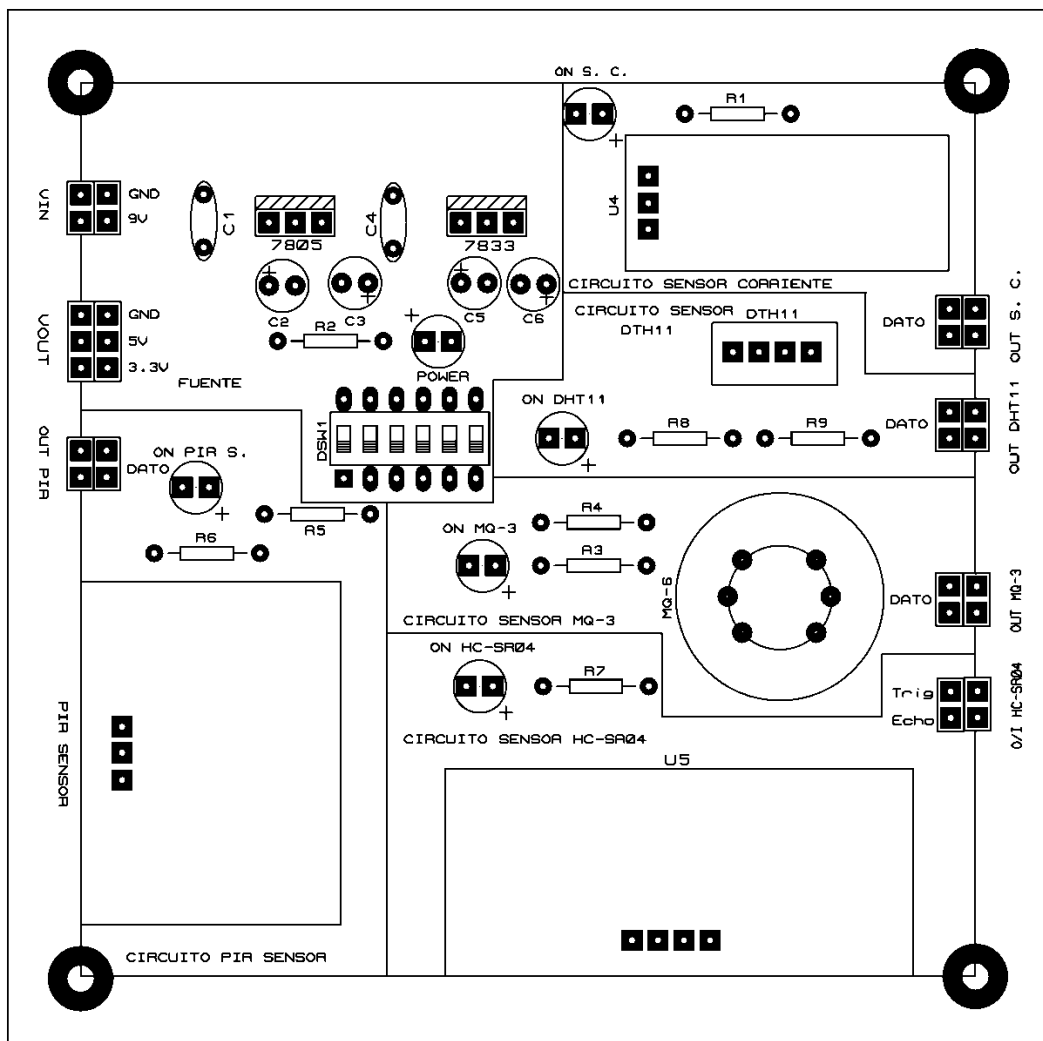 ON S. C.
R1
VIN
GND
9V
C1
C4
U4
7805
7833
CIRCUITO SENSOR CORRIENTE
CIRCUITO SENSOR
DTH11
DTH11
C2
C3
C5
C6
VOUT
GND
5V
3.3V
R2
POWER
FUENTE
DATO
OUT S. C.
ON DHT11
DSW1
R8
R9
DATO
OUT DHT11
OUT PIR
DATO
ON PIR S.
R5
R6
ON MQ-3
R4
R3
MQ-6
DATO
OUT MQ-3
CIRCUITO SENSOR MQ-3
ON HC-SR04
R7
Trig
Echo
O/I HC-SR04
CIRCUITO SENSOR HC-SR04
U5
PIR SENSOR
CIRCUITO PIR SENSOR